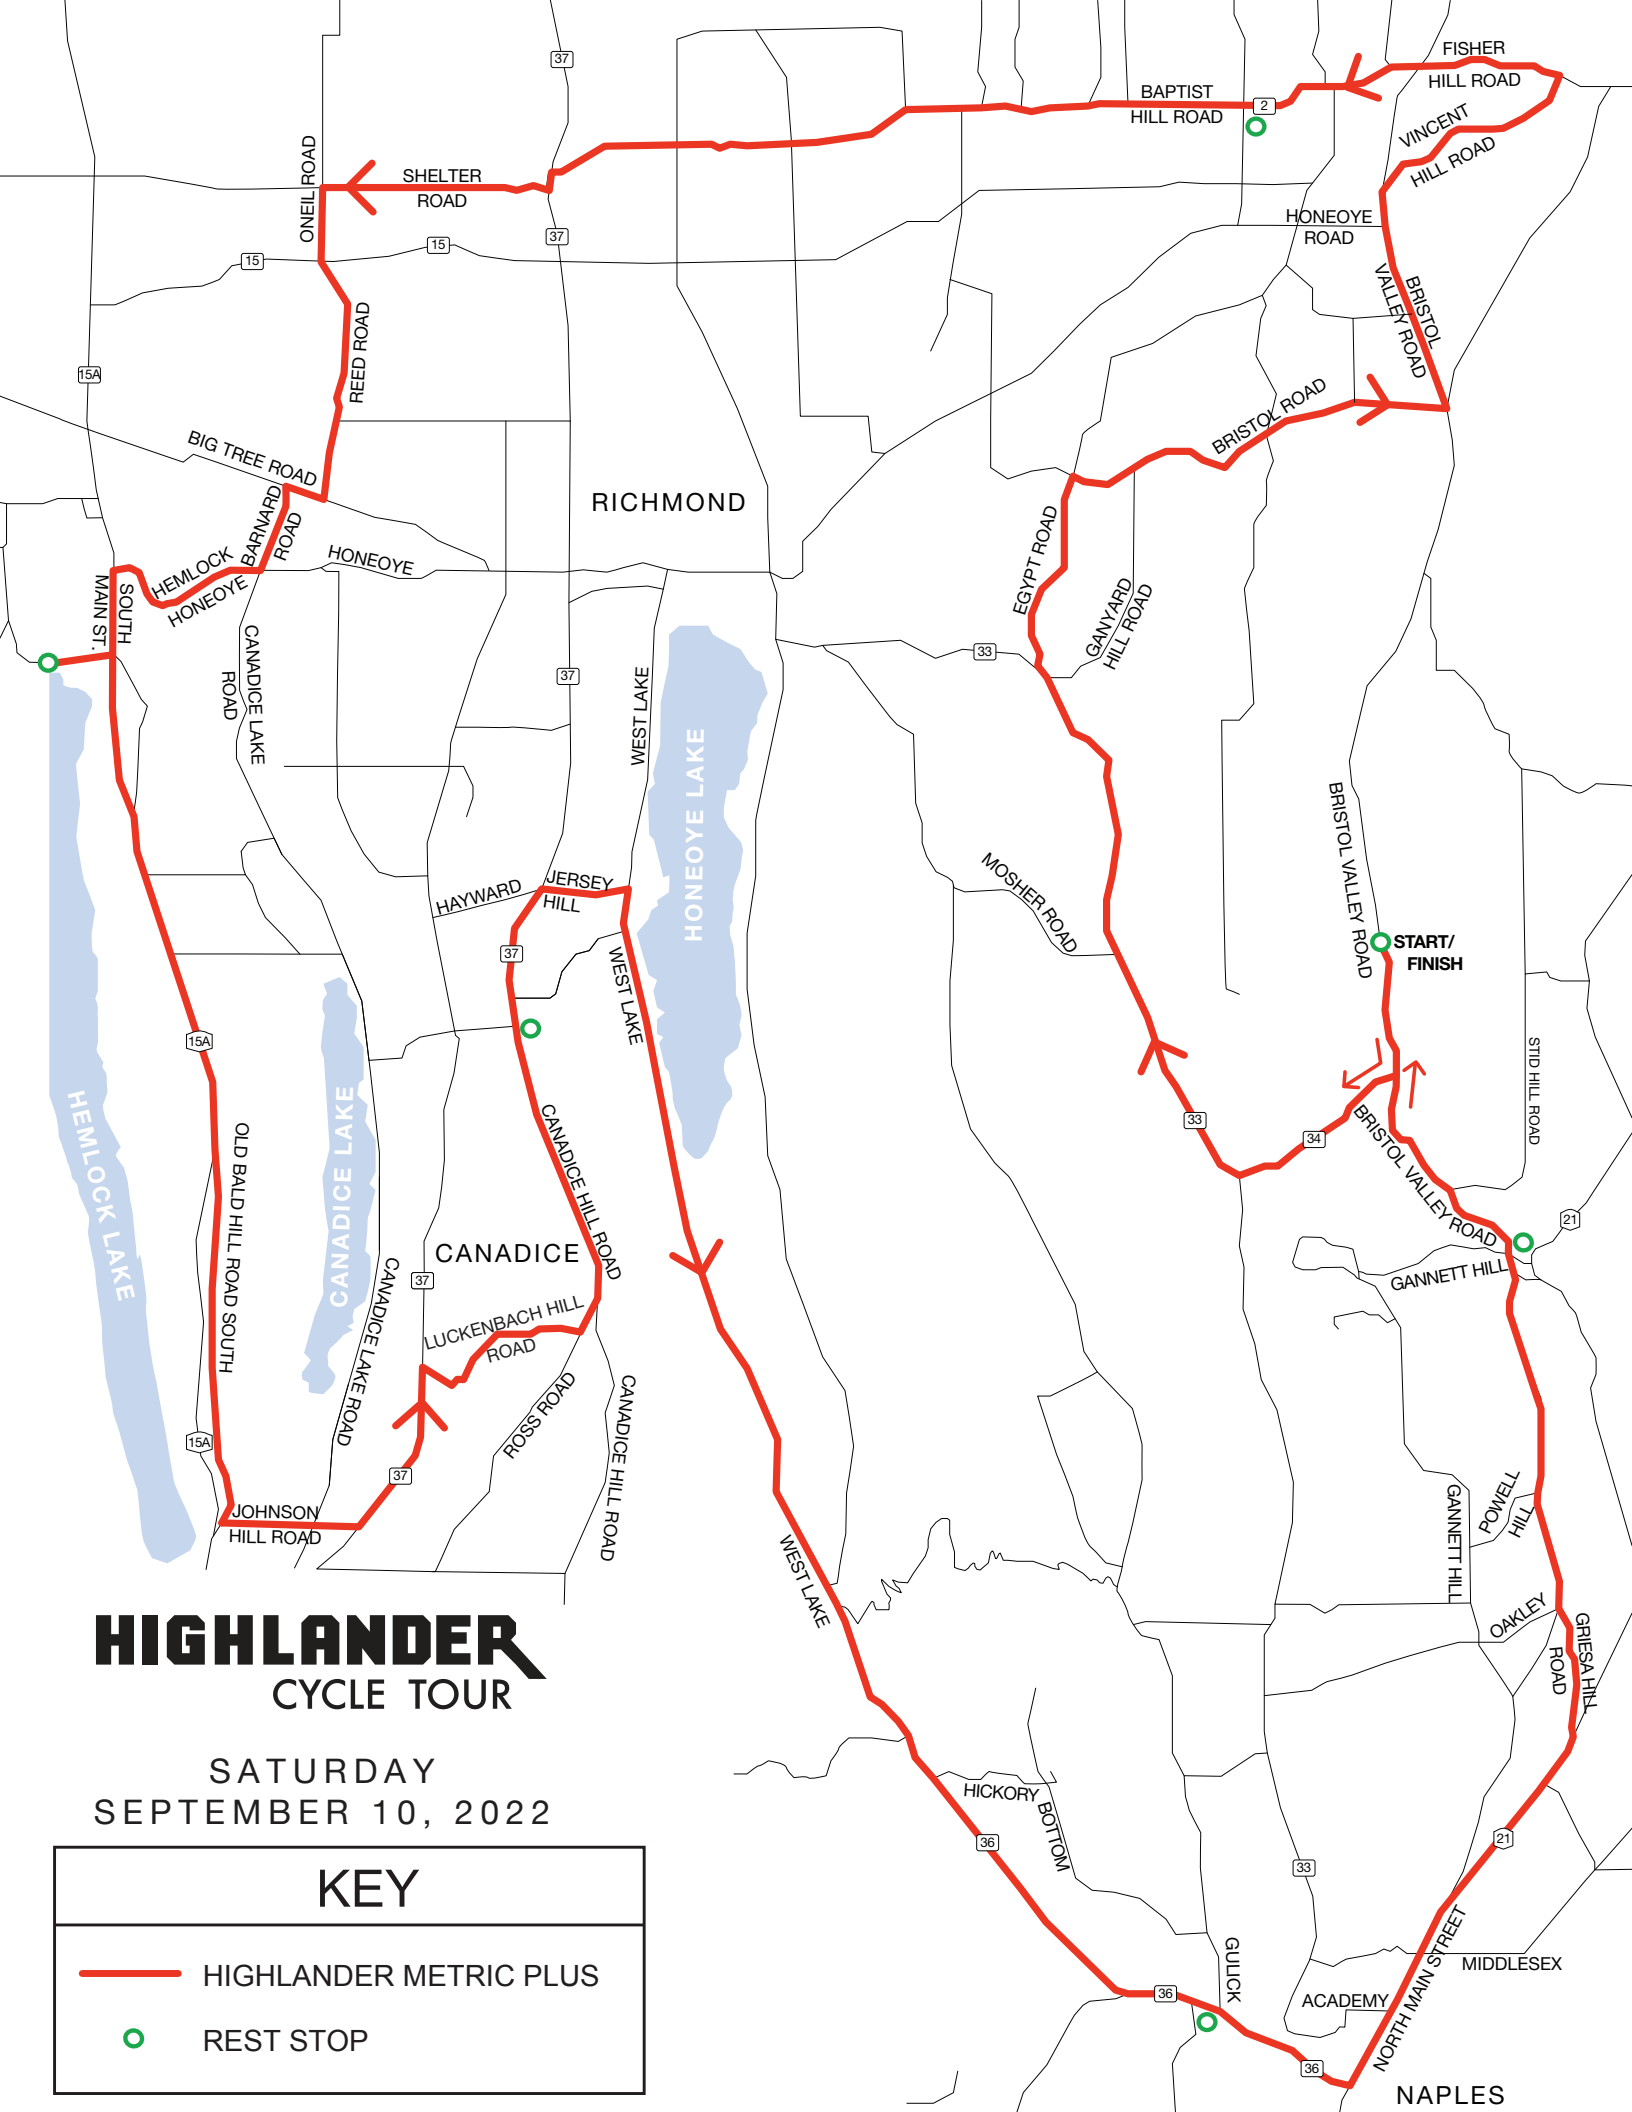 37
FISHER
HILL ROAD
BAPTIST
HILL ROAD
2
VINCENT
HILL ROAD
ONEIL ROAD
SHELTER
ROAD
HONEOYE
ROAD
37
15
15
BRISTOL
VALLEY ROAD
REED ROAD
15A
BRISTOL ROAD
BIG TREE ROAD
RICHMOND
BARNARD
ROAD
EGYPT ROAD
HONEOYE
HEMLOCK
HONEOYE
SOUTH
MAIN ST.
GANYARD
HILL ROAD
CANADICE LAKE
ROAD
33
37
WEST LAKE
HONEOYE LAKE
BRISTOL VALLEY ROAD
MOSHER ROAD
JERSEY
HILL
HAYWARD
START/
FINISH
37
WEST LAKE
15A
STID HILL ROAD
HEMLOCK LAKE
CANADICE LAKE
OLD BALD HILL ROAD SOUTH
CANADICE HILL ROAD
33
34
BRISTOL VALLEY ROAD
21
CANADICE
GANNETT HILL
37
CANADICE LAKE ROAD
LUCKENBACH HILL
ROAD
ROSS ROAD
CANADICE HILL ROAD
15A
37
JOHNSON
HILL ROAD
GANNETT HILL
POWELL
HILL
WEST LAKE
OAKLEY
GRIESA HILL
ROAD
HIGHLANDER
CYCLE TOUR
SATURDAY
SEPTEMBER 10, 2022
HICKORY
BOTTOM
36
21
33
KEY
HIGHLANDER METRIC PLUS
REST STOP
GULICK
NORTH MAIN STREET
MIDDLESEX
36
ACADEMY
36
NAPLES